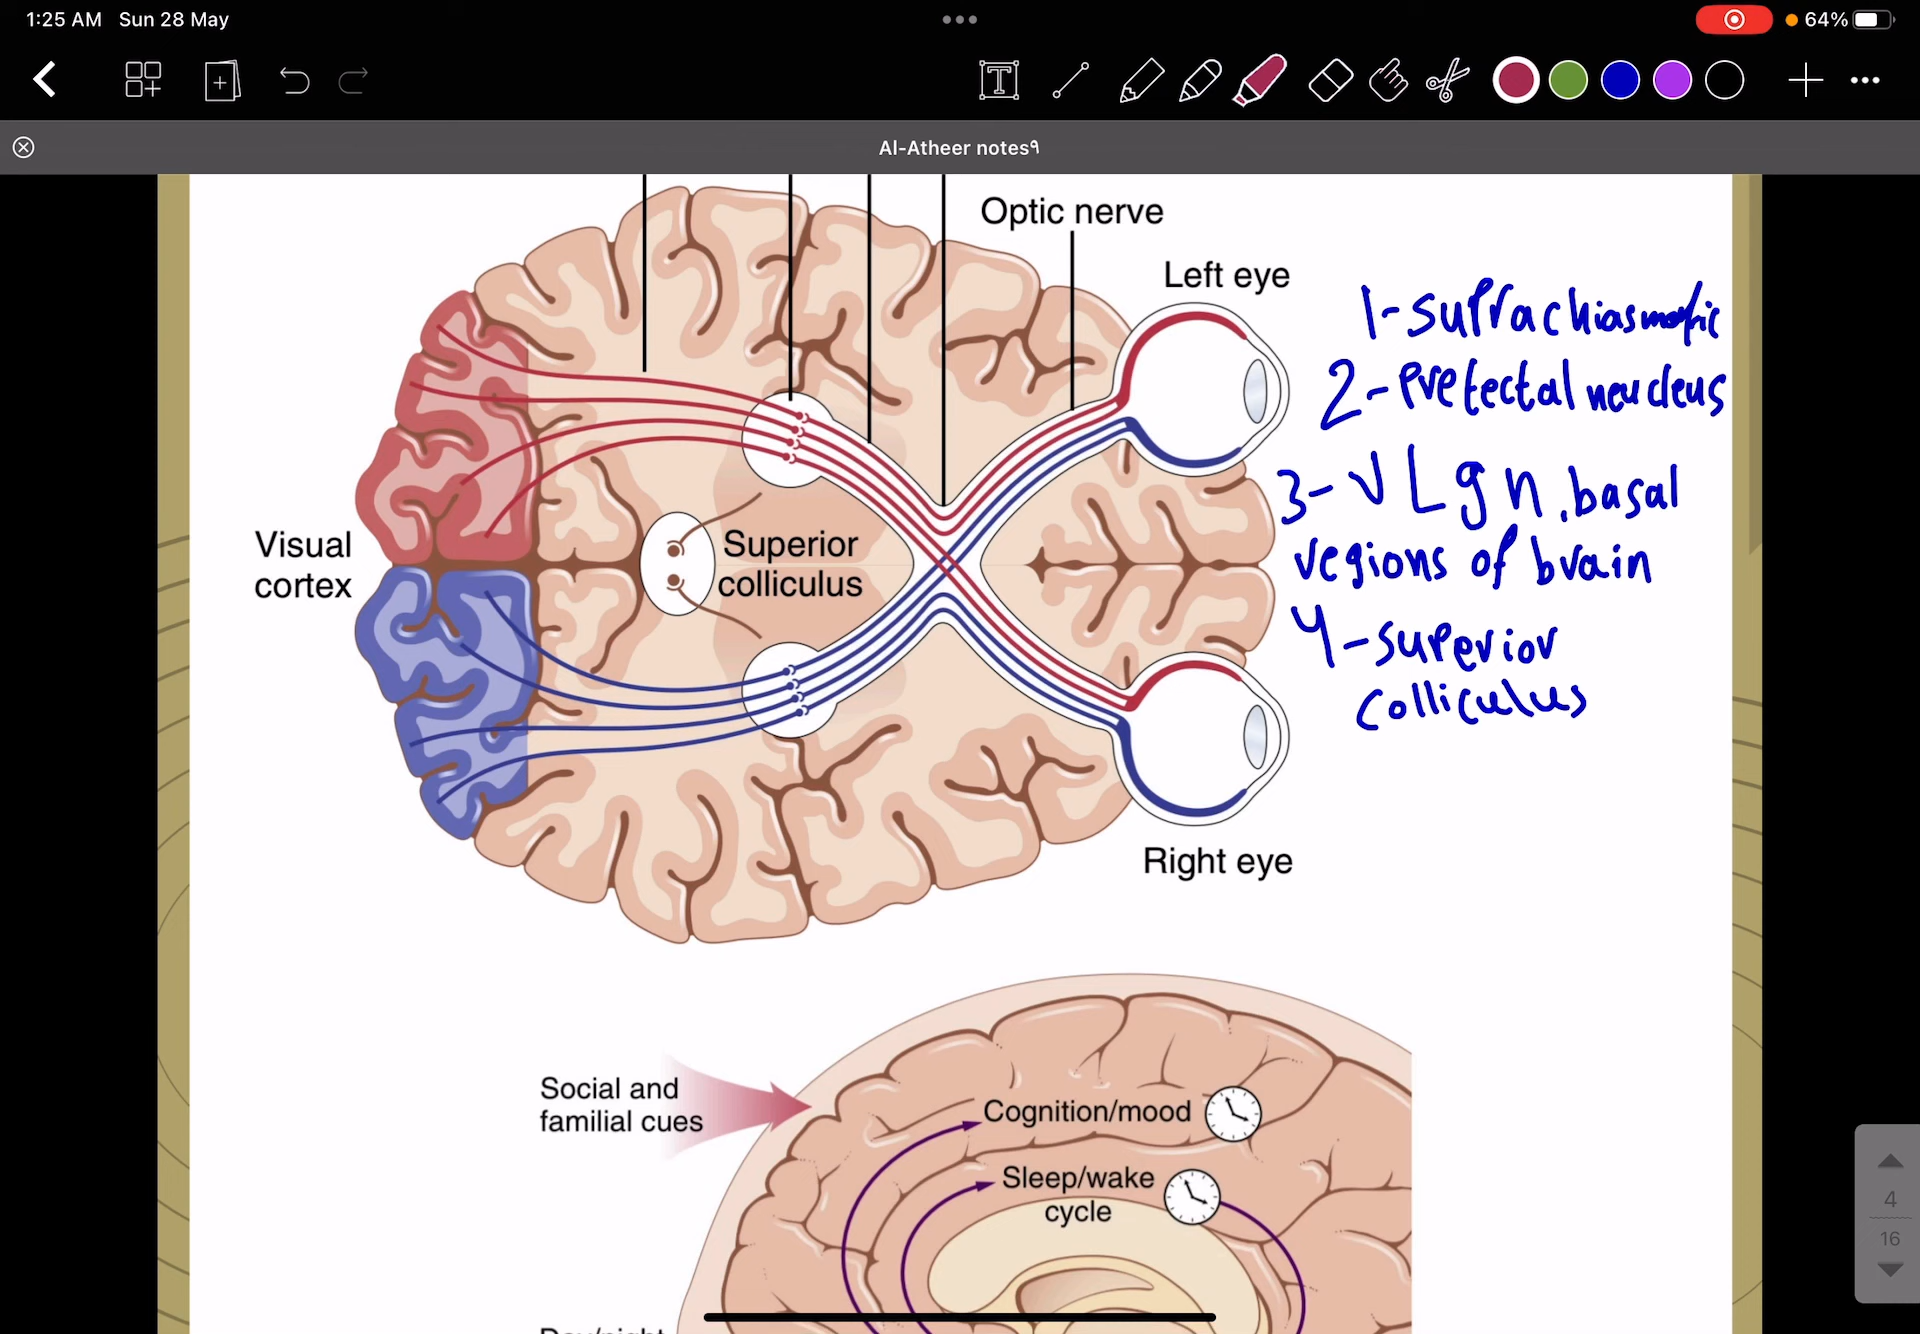 1:25 AM Sun 28 May
64%
Al-Atheer notes٩
Optic nerve
Left eye
1-suprachiasmatic
2-pretectal neucleus
3-VLgn.basal
regions of brain
4-superior
colliculus
Visual
cortex
Superior
colliculus
Right eye
Social and
familial cues
Cognition/mood
Sleep/wake
cycle
4
16